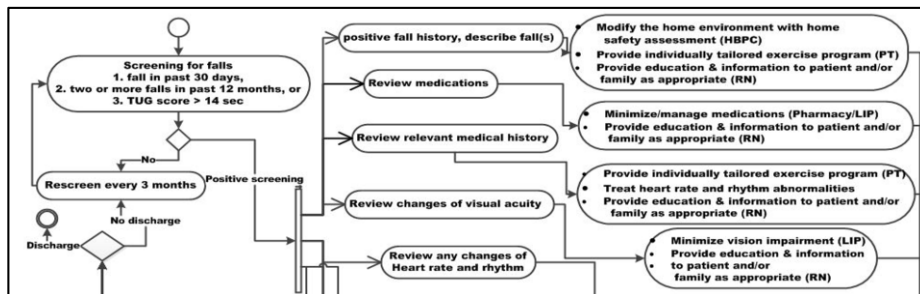 Screening for falls
1. fall in past 30 days,
2. two or more falls in past 12 months, or
3. TUG score > 14 sec
No
Rescreen every 3 months
Positive screening
No discharge
Discharge
positive fall history, describe fall(s)
Review medications
Review relevant medical history
Review changes of visual acuity
Review any changes of
Heart rate and rhythm
• Modify the home environment with home
safety assessment (HBPC)
• Provide individually tailored exercise program (PT)
• Provide education & information to patient and/or
family as appropriate (RN)
• Minimize/manage medications (Pharmacy/LIP)
• Provide education & information to patient and/or
family as appropriate (RN)
• Provide individually tailored exercise program (PT)
• Treat heart rate and rhythm abnormalities
• Provide education & information to patient and/or
family as appropriate (RN)
• Minimize vision impairment (LIP)
• Provide education & information
• to patient and/or
family as appropriate (RN)